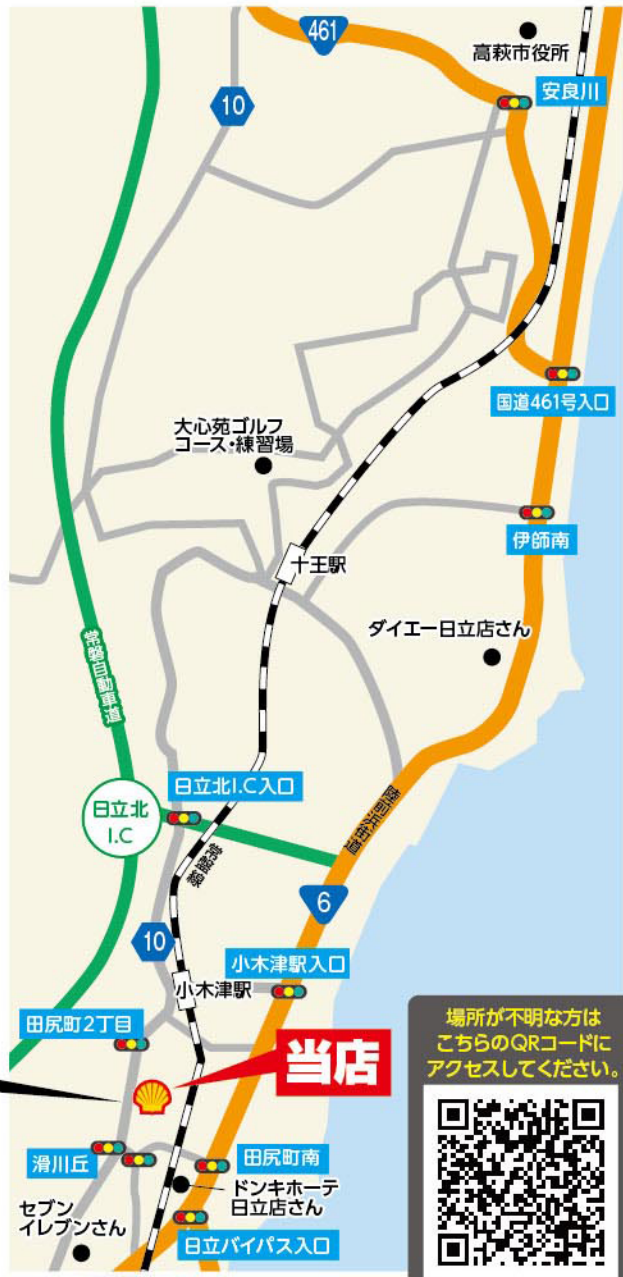 461
高萩市役所
安良川
10
国道461号入口
大心苑ゴルフ
コース・練習場
伊師南
十王駅
ダイエー日立店さん
常磐自動車道
日立北I.C入口
日立北
I.C
陸前浜街道
常盤線
6
10
小木津駅入口
小木津駅
田尻町2丁目
当店
場所が不明な方は
こちらのQRコードに
アクセスしてください。
滑川丘
田尻町南
ドンキホーテ
日立店さん
セブン
イレブンさん
日立バイパス入口